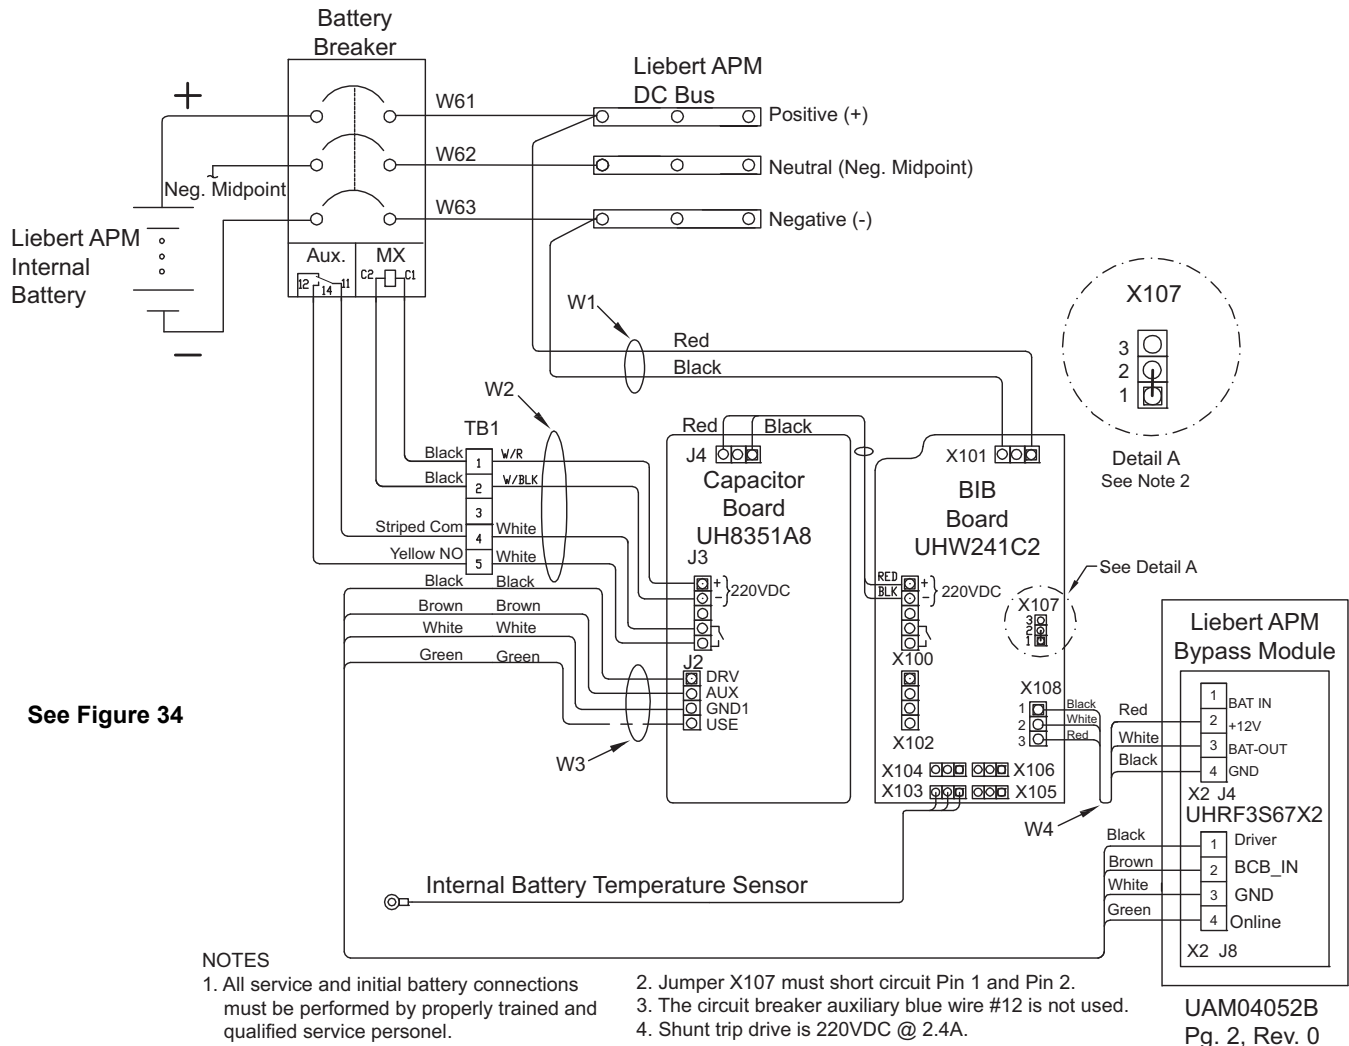 Battery
Breaker
Liebert APM
DC Bus
+
W61
Positive (+)
W62
Neutral (Neg. Midpoint)
Neg. Midpoint
~
W63
Negative (-)
Liebert APM
Internal
Battery
Aux. MX
12 14 11 C2 C1
—
X107
3
2
1
Detail A
See Note 2
W1
Red
Black
W2
TB1
Black 1 W/R
Black 2 W/BLK
3
Striped Com 4 White
Yellow NO 5 White
Black Black
Brown Brown
White White
Green Green
Red Black
J4
Capacitor
Board
UH8351A8
J3
+
-
220VDC
J2
DRV
AUX
GND1
USE
W3
X101
BIB
Board
UHW241C2
RED +
BLK -
220VDC
X100
X102
See Detail A
X107
3
2
1
X108
1 Black
2 White
3 Red
X104 X106
X103 X105
W4
Liebert APM
Bypass Module
1 BAT IN
Red 2 +12V
White 3 BAT-OUT
Black 4 GND
X2 J4
UHRF3S67X2
Black 1 Driver
Brown 2 BCB_IN
White 3 GND
Green 4 Online
X2 J8
See Figure 34
Internal Battery Temperature Sensor
NOTES
1. All service and initial battery connections
must be performed by properly trained and
qualified service personel.
2. Jumper X107 must short circuit Pin 1 and Pin 2.
3. The circuit breaker auxiliary blue wire #12 is not used.
4. Shunt trip drive is 220VDC @ 2.4A.
UAM04052B
Pg. 2, Rev. 0